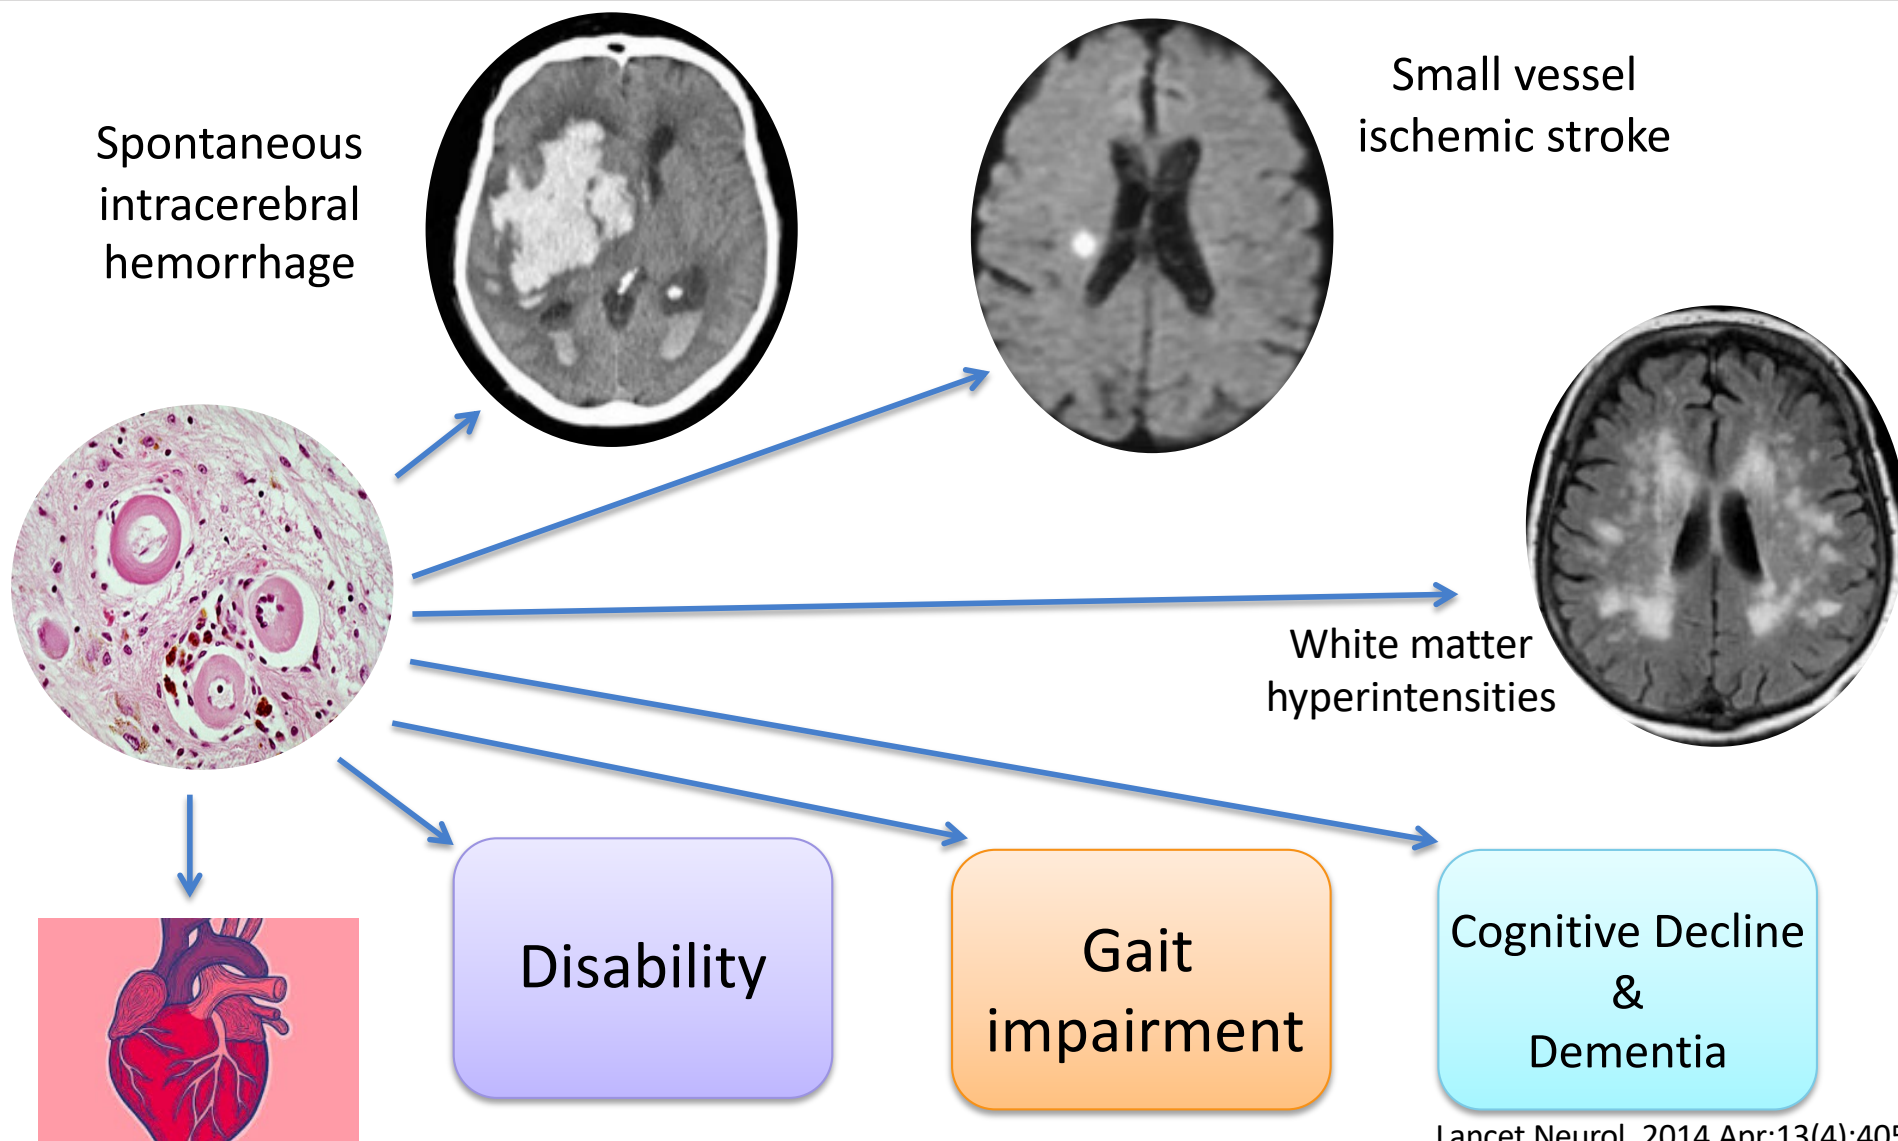 Spontaneous
intracerebral
hemorrhage
Small vessel
ischemic stroke
White matter
hyperintensities
Disability
Gait
impairment
Cognitive Decline
&
Dementia
Lancet Neurol. 2014 Apr;13(4):405